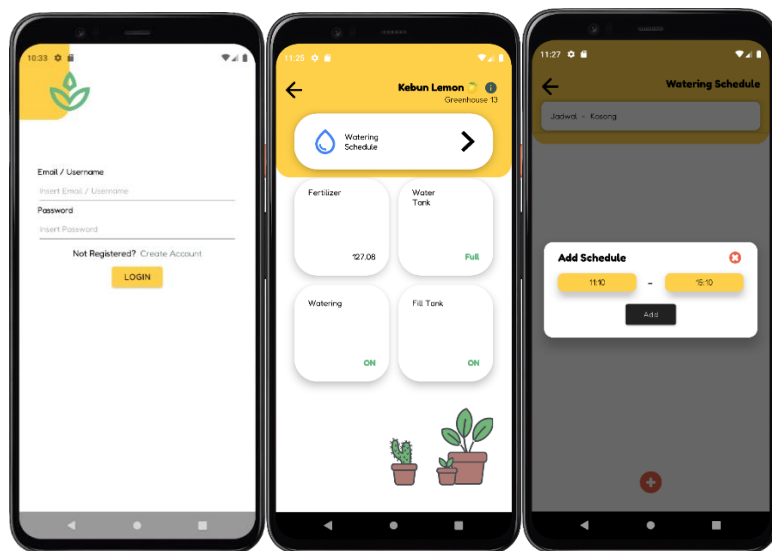 10:33
Email / Username
Insert Email / Username
Password
Insert Password
Not Registered? Create Account
LOGIN
11:25
Kebun Lemon
Greenhouse 13
Watering
Schedule
Fertilizer
127.08
Water
Tank
Full
Watering
ON
Fill Tank
ON
11:27
Watering Schedule
Jadwal - Kosong
Add Schedule
11:10 - 15:10
Add